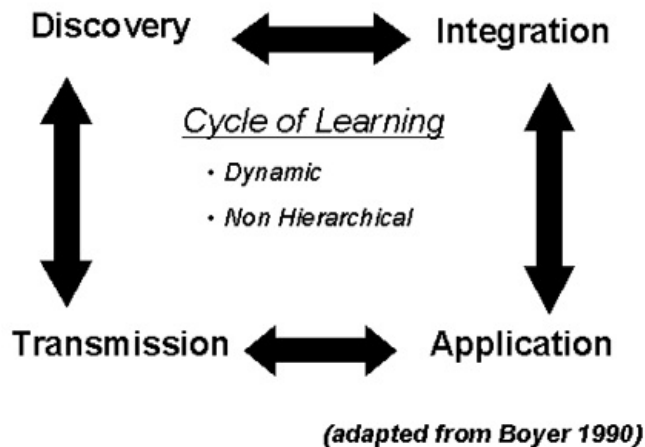 Discovery Integration
Cycle of Learning
• Dynamic
• Non Hierarchical
Transmission Application
(adapted from Boyer 1990)